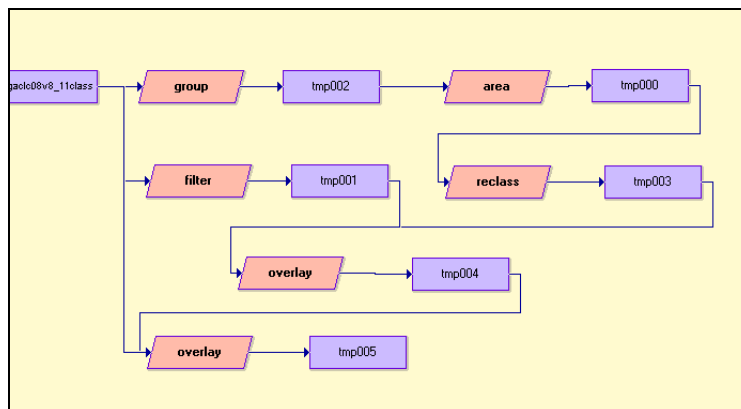 gaclc08v8_11class
group
tmp002
area
tmp000
filter
tmp001
reclass
tmp003
overlay
tmp004
overlay
tmp005